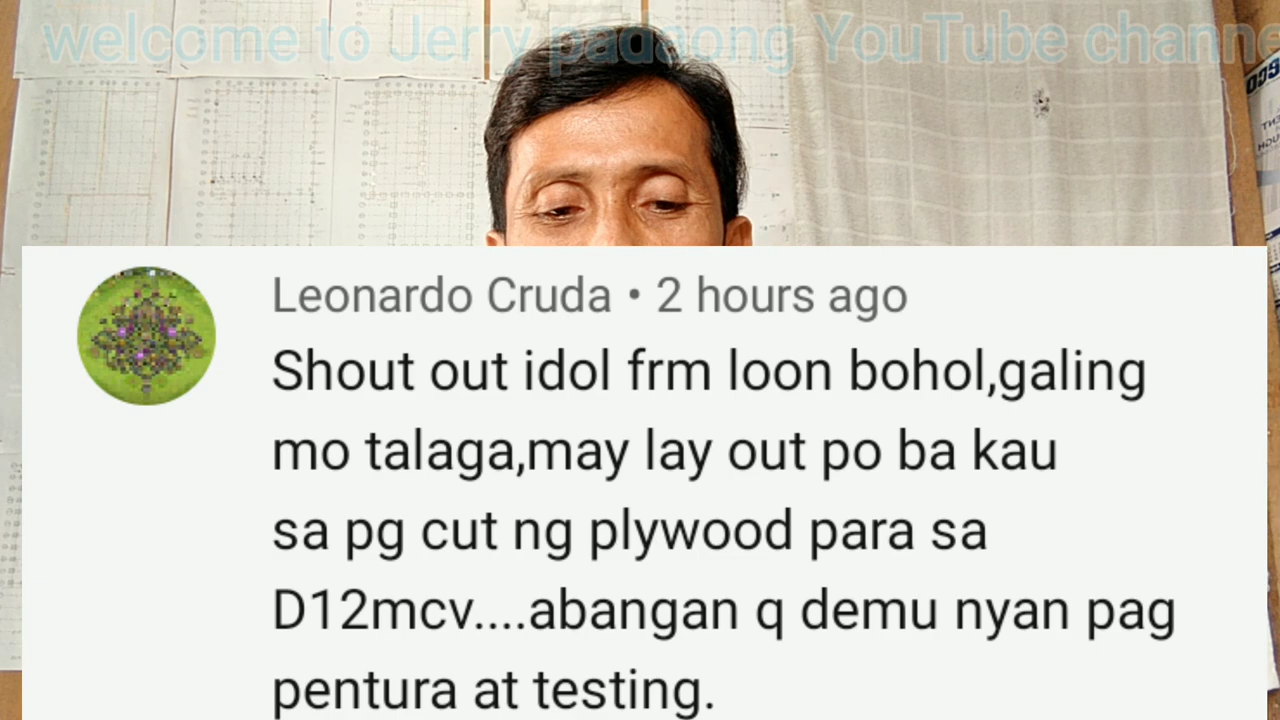 welcome to Jerry padaong YouTube channe
Leonardo Cruda • 2 hours ago
Shout out idol frm loon bohol,galing
mo talaga,may lay out po ba kau
sa pg cut ng plywood para sa
D12mcv....abangan q demu nyan pag
pentura at testing.